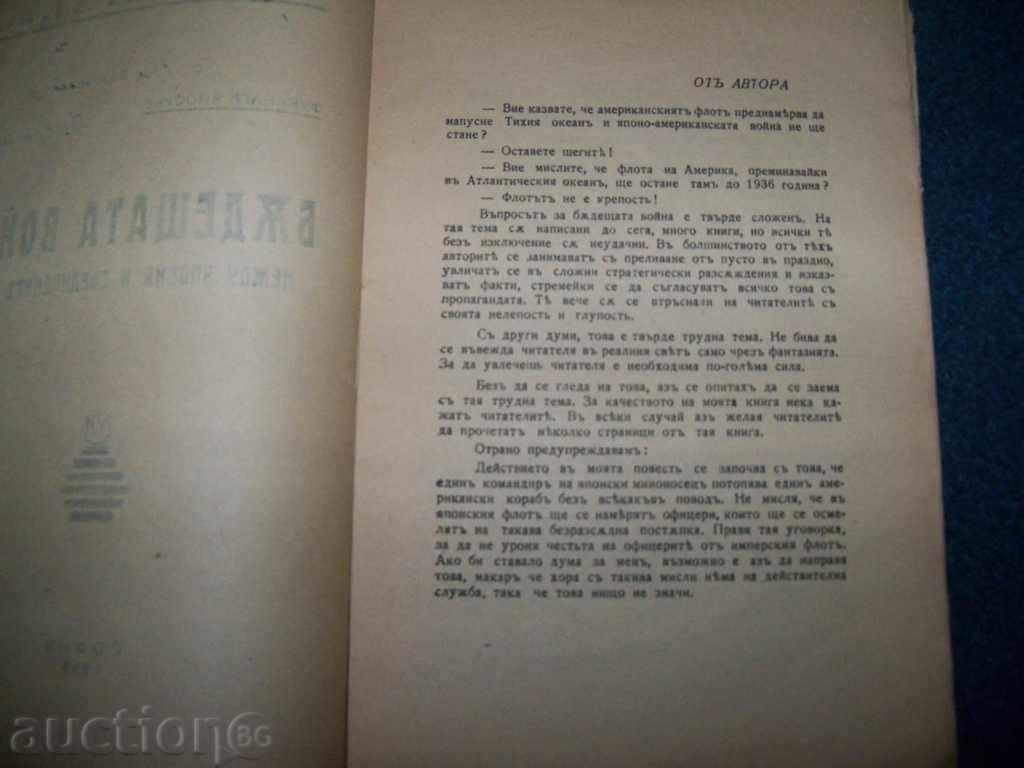 ОТЪ АВТОРА
— Вие казвате, че американскиятъ флотъ преднамѣрва да
напусне Тихия океанъ и японо-американската война не ще
стане?
— Оставете шегитѣ!
— Вие мислите, че флота на Америка, преминавайки
въ Атлантическия океанъ, ще остане тамъ до 1936 година?
— Флотътъ не е крепость!
Въпросътъ за бѫдещата война е твърде сложенъ. На
тая тема сѫ написани до сега, много книги, но всички тѣ
безъ изключение сѫ неудачни. Въ болшинството отъ тѣхъ
авторитѣ се занимаватъ съ преливане отъ пусто въ праздно,
увличатъ се въ сложни стратегически разсѫждения и изказ-
ватъ факти, стремейки се да съгласуватъ всичко това съ
пропагандата. Тѣ вече сѫ се втръснали на читателитѣ съ
своята нелепость и глупость.
Съ други думи, това е твърде трудна тема. Не бива да
се въвежда читателя въ реалния свѣтъ само чрезъ фантазията.
За да увлечешъ читателя е необходима по-голѣма сила.
Безъ да се гледа на това, азъ се опитахъ да се заема
съ тая трудна тема. За качеството на моята книга нека ка-
жатъ читателитѣ. Въ всѣки случай азъ желая читателитѣ
да прочетатъ нѣколко страници отъ тая книга.
Отрано предупреждавамъ:
Действието въ моята повесть се започва съ това, че
единъ командиръ на японски миноносецъ потопява единъ аме-
рикански корабъ безъ всѣкакъвъ поводъ. Не мисля, че въ
японския флотъ ще се намѣрятъ офицери, които ще се осме-
лятъ на такава безразсѫдна постѫпка. Правя тая уговорка,
за да не уроня честьта на офицеритѣ отъ имперския флотъ.
Ако би ставало дума за менъ, възможно е азъ да направя
това, макаръ че хора съ такива мисли нѣма на действителна
служба, така че това нищо не значи.
auction BG